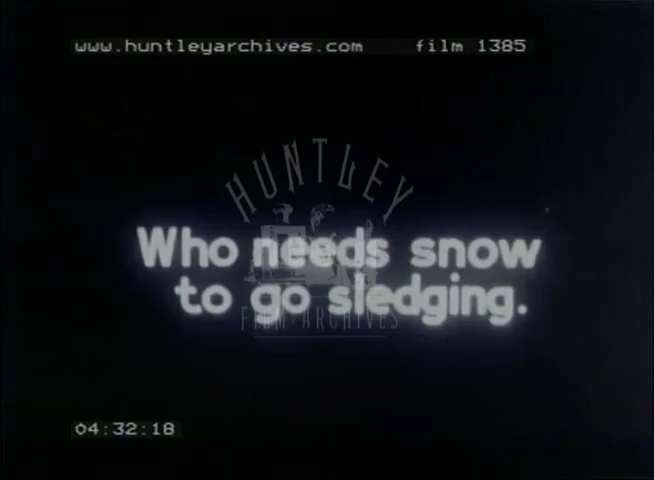 www.huntleyarchives.com film 1385
HUNTLEY
Who needs snow
to go sledging.
FILM ARCHIVES
04:32:18